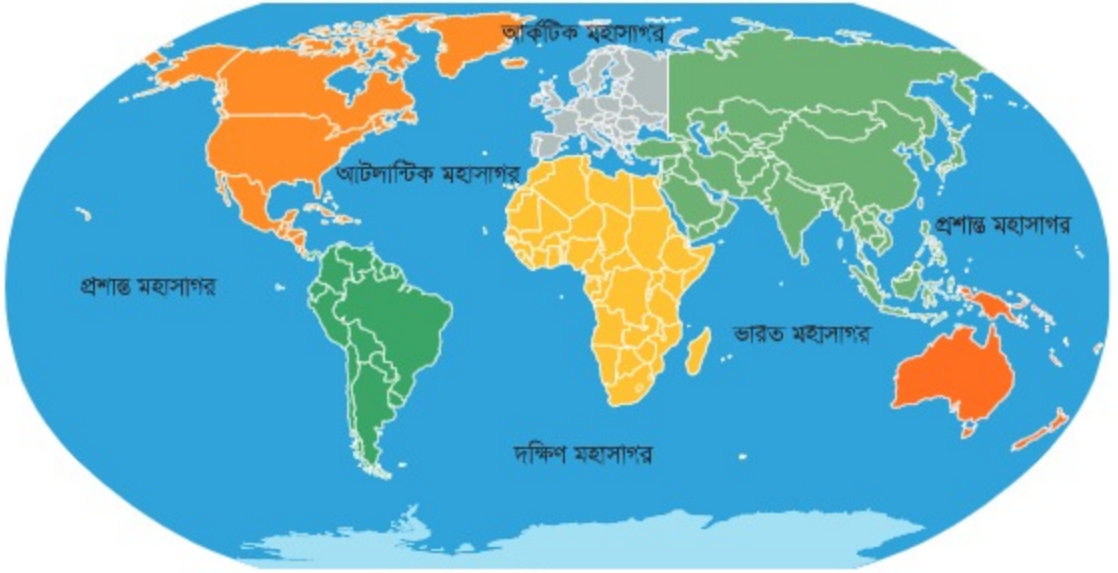 আর্কটিক মহাসাগর
আটলান্টিক মহাসাগর
প্রশান্ত মহাসাগর
প্রশান্ত মহাসাগর
ভারত মহাসাগর
দক্ষিণ মহাসাগর